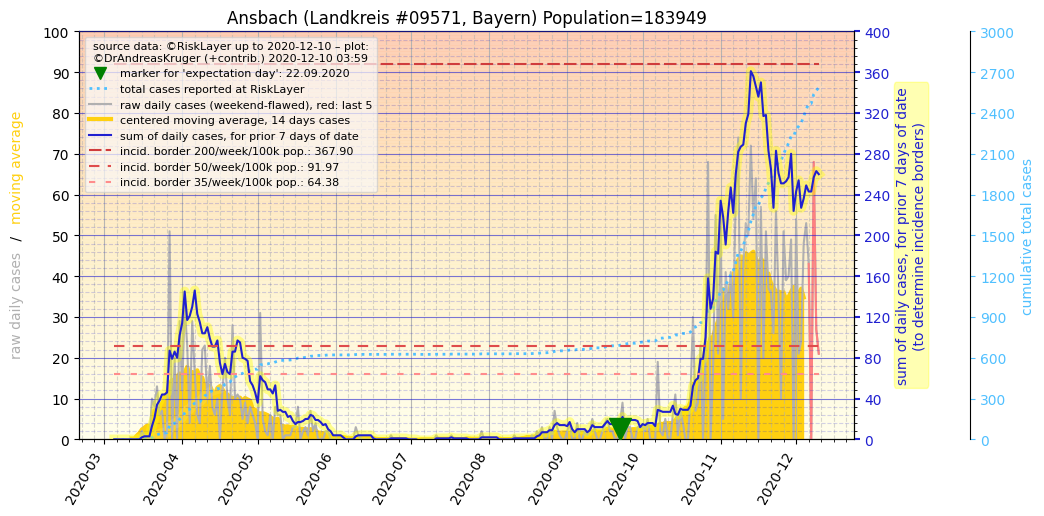 Ansbach (Landkreis #09571, Bayern) Population=183949
source data: ©RiskLayer up to 2020-12-10 – plot:
©DrAndreasKruger (+contrib.) 2020-12-10 03:59
marker for 'expectation day': 22.09.2020
total cases reported at RiskLayer
raw daily cases (weekend-flawed), red: last 5
centered moving average, 14 days cases
sum of daily cases, for prior 7 days of date
incid. border 200/week/100k pop.: 367.90
incid. border 50/week/100k pop.: 91.97
incid. border 35/week/100k pop.: 64.38
raw daily cases / moving average
100
90
80
70
60
50
40
30
20
10
0
2020-03
2020-04
2020-05
2020-06
2020-07
2020-08
2020-09
2020-10
2020-11
2020-12
400
360
320
280
240
200
160
120
80
40
0
sum of daily cases, for prior 7 days of date
(to determine incidence borders)
3000
2700
2400
2100
1800
1500
1200
900
600
300
0
cumulative total cases